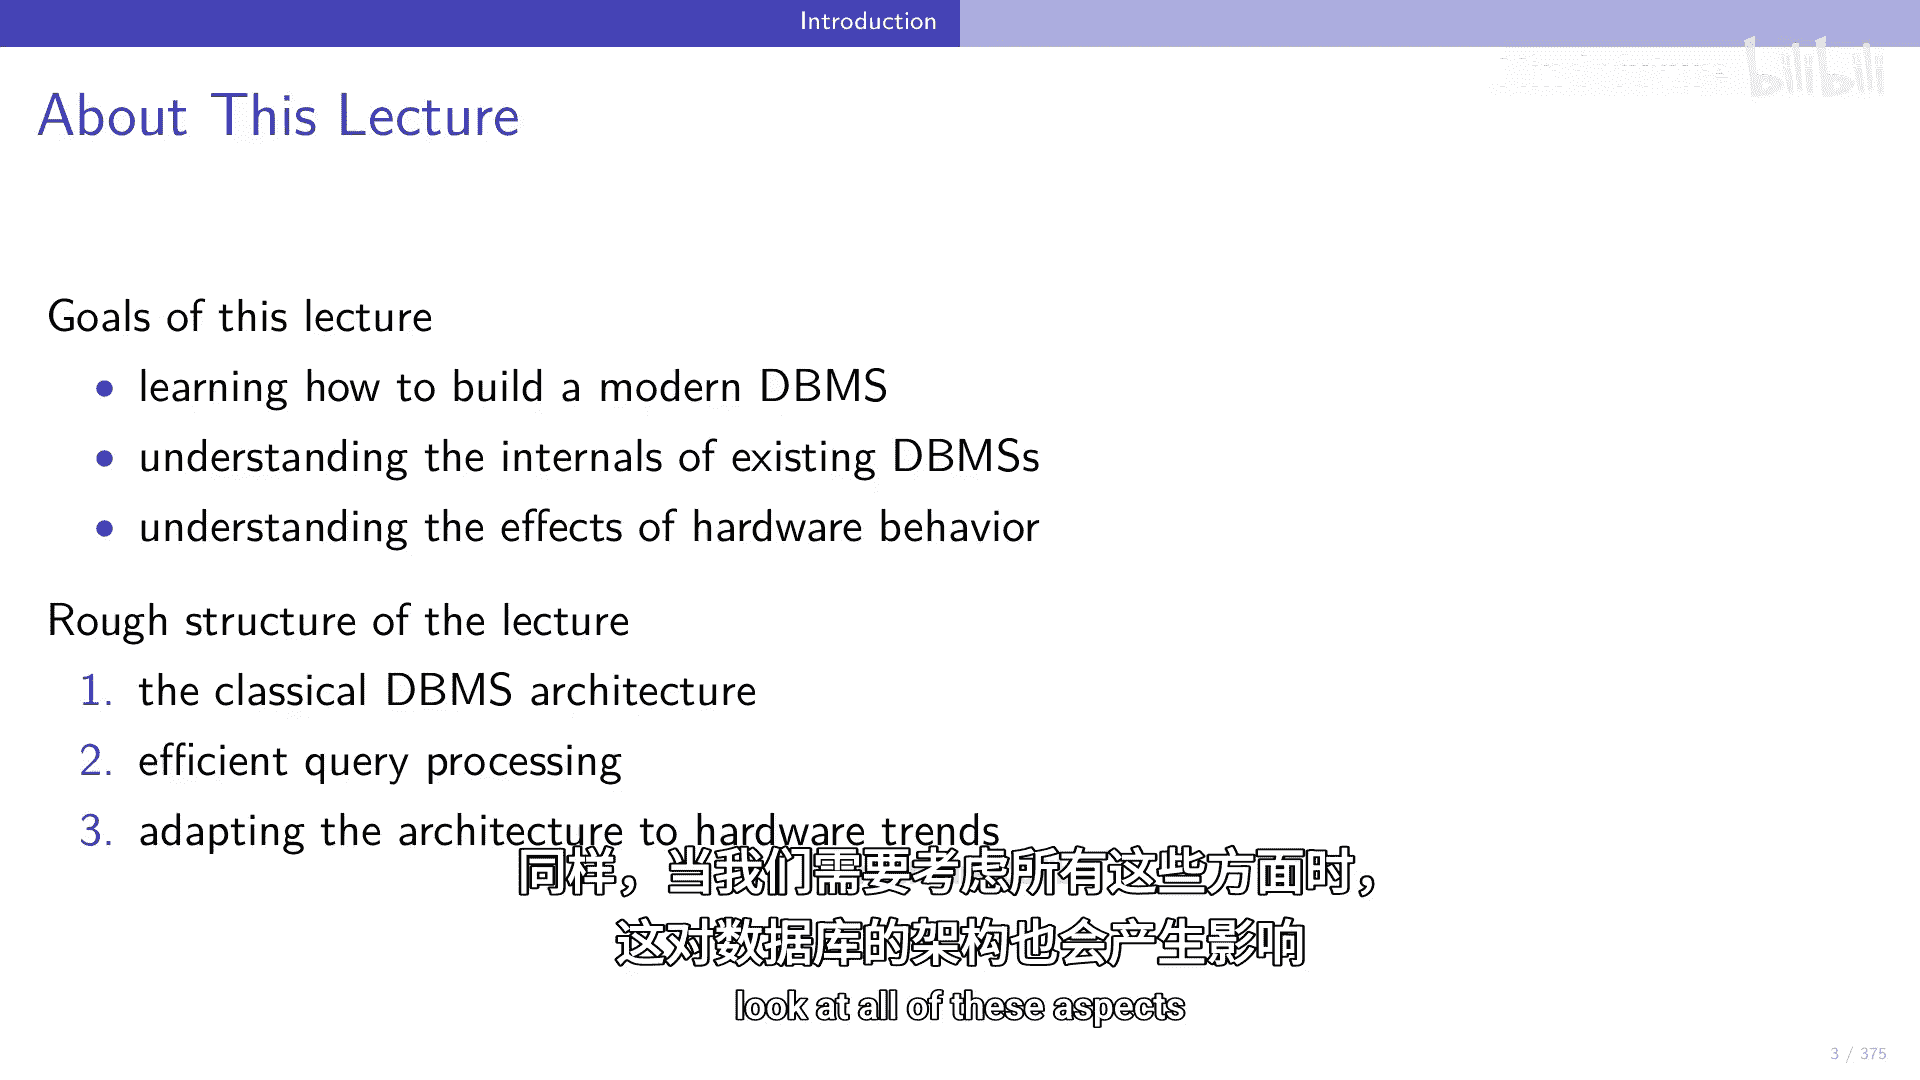 Introduction
bilibili
About This Lecture
Goals of this lecture
• learning how to build a modern DBMS
• understanding the internals of existing DBMSs
• understanding the effects of hardware behavior
Rough structure of the lecture
1. the classical DBMS architecture
2. efficient query processing
3. adapting the architecture to hardware trends
同样，当我们需要考虑所有这些方面时，
这对数据库的架构也会产生影响
look at all of these aspects
3 / 375